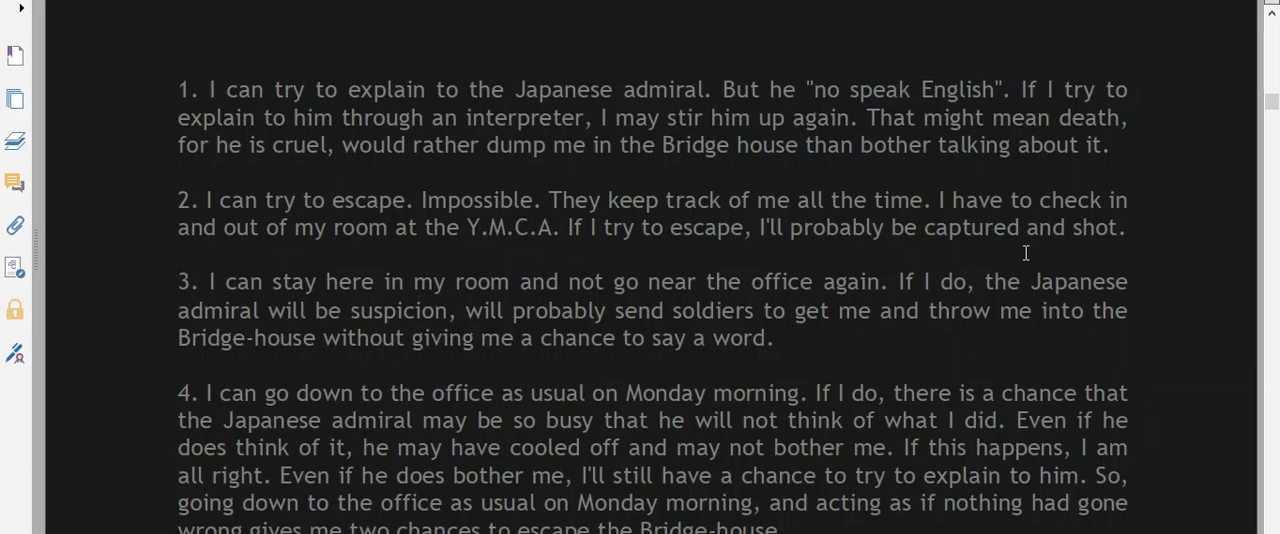 1. I can try to explain to the Japanese admiral. But he "no speak English". If I try to
explain to him through an interpreter, I may stir him up again. That might mean death,
for he is cruel, would rather dump me in the Bridge house than bother talking about it.
2. I can try to escape. Impossible. They keep track of me all the time. I have to check in
and out of my room at the Y.M.C.A. If I try to escape, I'll probably be captured and shot.
3. I can stay here in my room and not go near the office again. If I do, the Japanese
admiral will be suspicion, will probably send soldiers to get me and throw me into the
Bridge-house without giving me a chance to say a word.
4. I can go down to the office as usual on Monday morning. If I do, there is a chance that
the Japanese admiral may be so busy that he will not think of what I did. Even if he
does think of it, he may have cooled off and may not bother me. If this happens, I am
all right. Even if he does bother me, I'll still have a chance to try to explain to him. So,
going down to the office as usual on Monday morning, and acting as if nothing had gone
wrong gives me two chances to escape the Bridge-house.